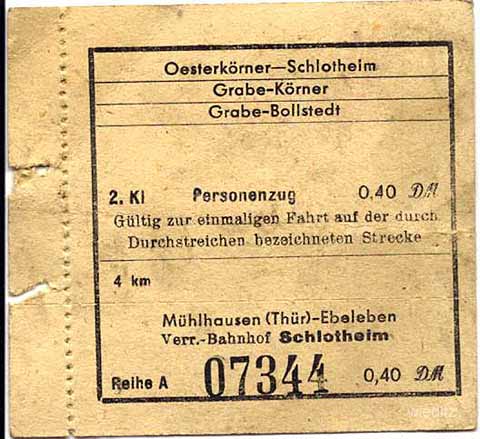 Oesterkörner—Schlotheim
Grabe-Körner
Grabe-Bollstedt
2. Kl Personenzug 0,40 DM
Gültig zur einmaligen Fahrt auf der durch
Durchstreichen bezeichneten Strecke
4 km
Mühlhausen (Thür)-Ebeleben
Verr.-Bahnhof Schlotheim
Reihe A 07344 0,40 DM
wieditz